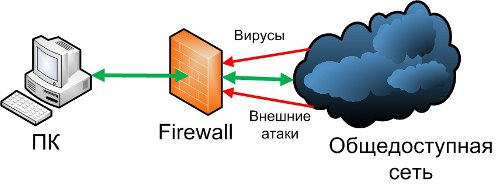 Вирусы
ПК
Firewall
Внешние
атаки
Общедоступная
сеть